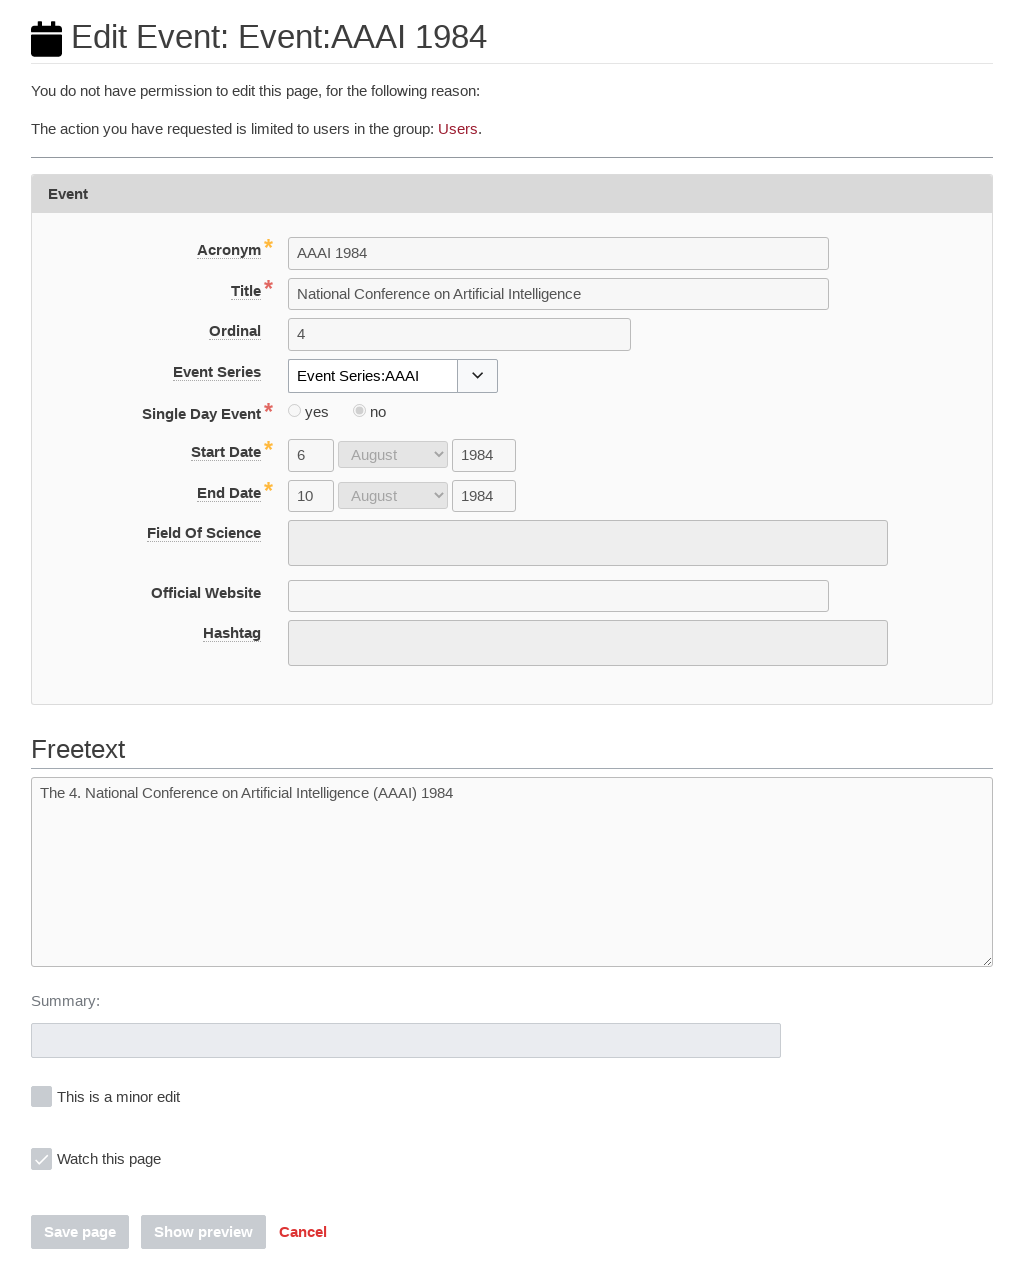 Edit Event: Event:AAAI 1984
You do not have permission to edit this page, for the following reason:
The action you have requested is limited to users in the group: Users.
Event
Acronym * AAAI 1984
Title * National Conference on Artificial Intelligence
Ordinal 4
Event Series Event Series:AAAI
Single Day Event * yes no
Start Date * 6 August 1984
End Date * 10 August 1984
Field Of Science
Official Website
Hashtag
Freetext
The 4. National Conference on Artificial Intelligence (AAAI) 1984
Summary:
This is a minor edit
Watch this page
Save page Show preview Cancel